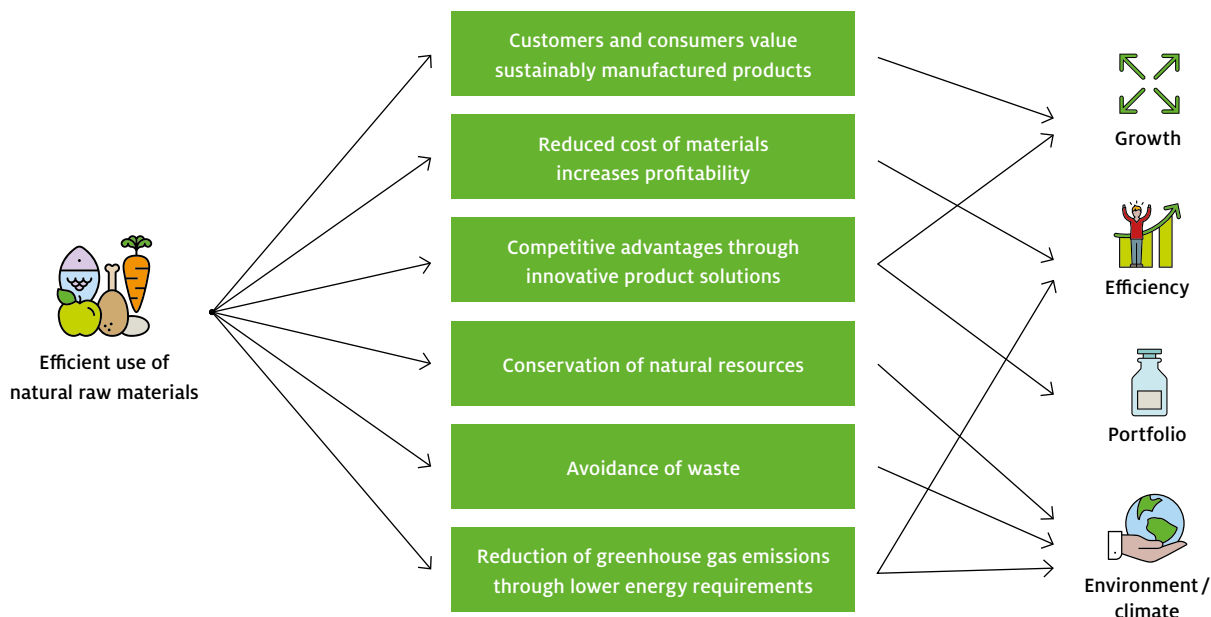 Customers and consumers value
sustainably manufactured products
Reduced cost of materials
increases profitability
Competitive advantages through
innovative product solutions
Conservation of natural resources
Avoidance of waste
Reduction of greenhouse gas emissions
through lower energy requirements
Efficient use of
natural raw materials
Growth
Efficiency
Portfolio
Environment /
climate